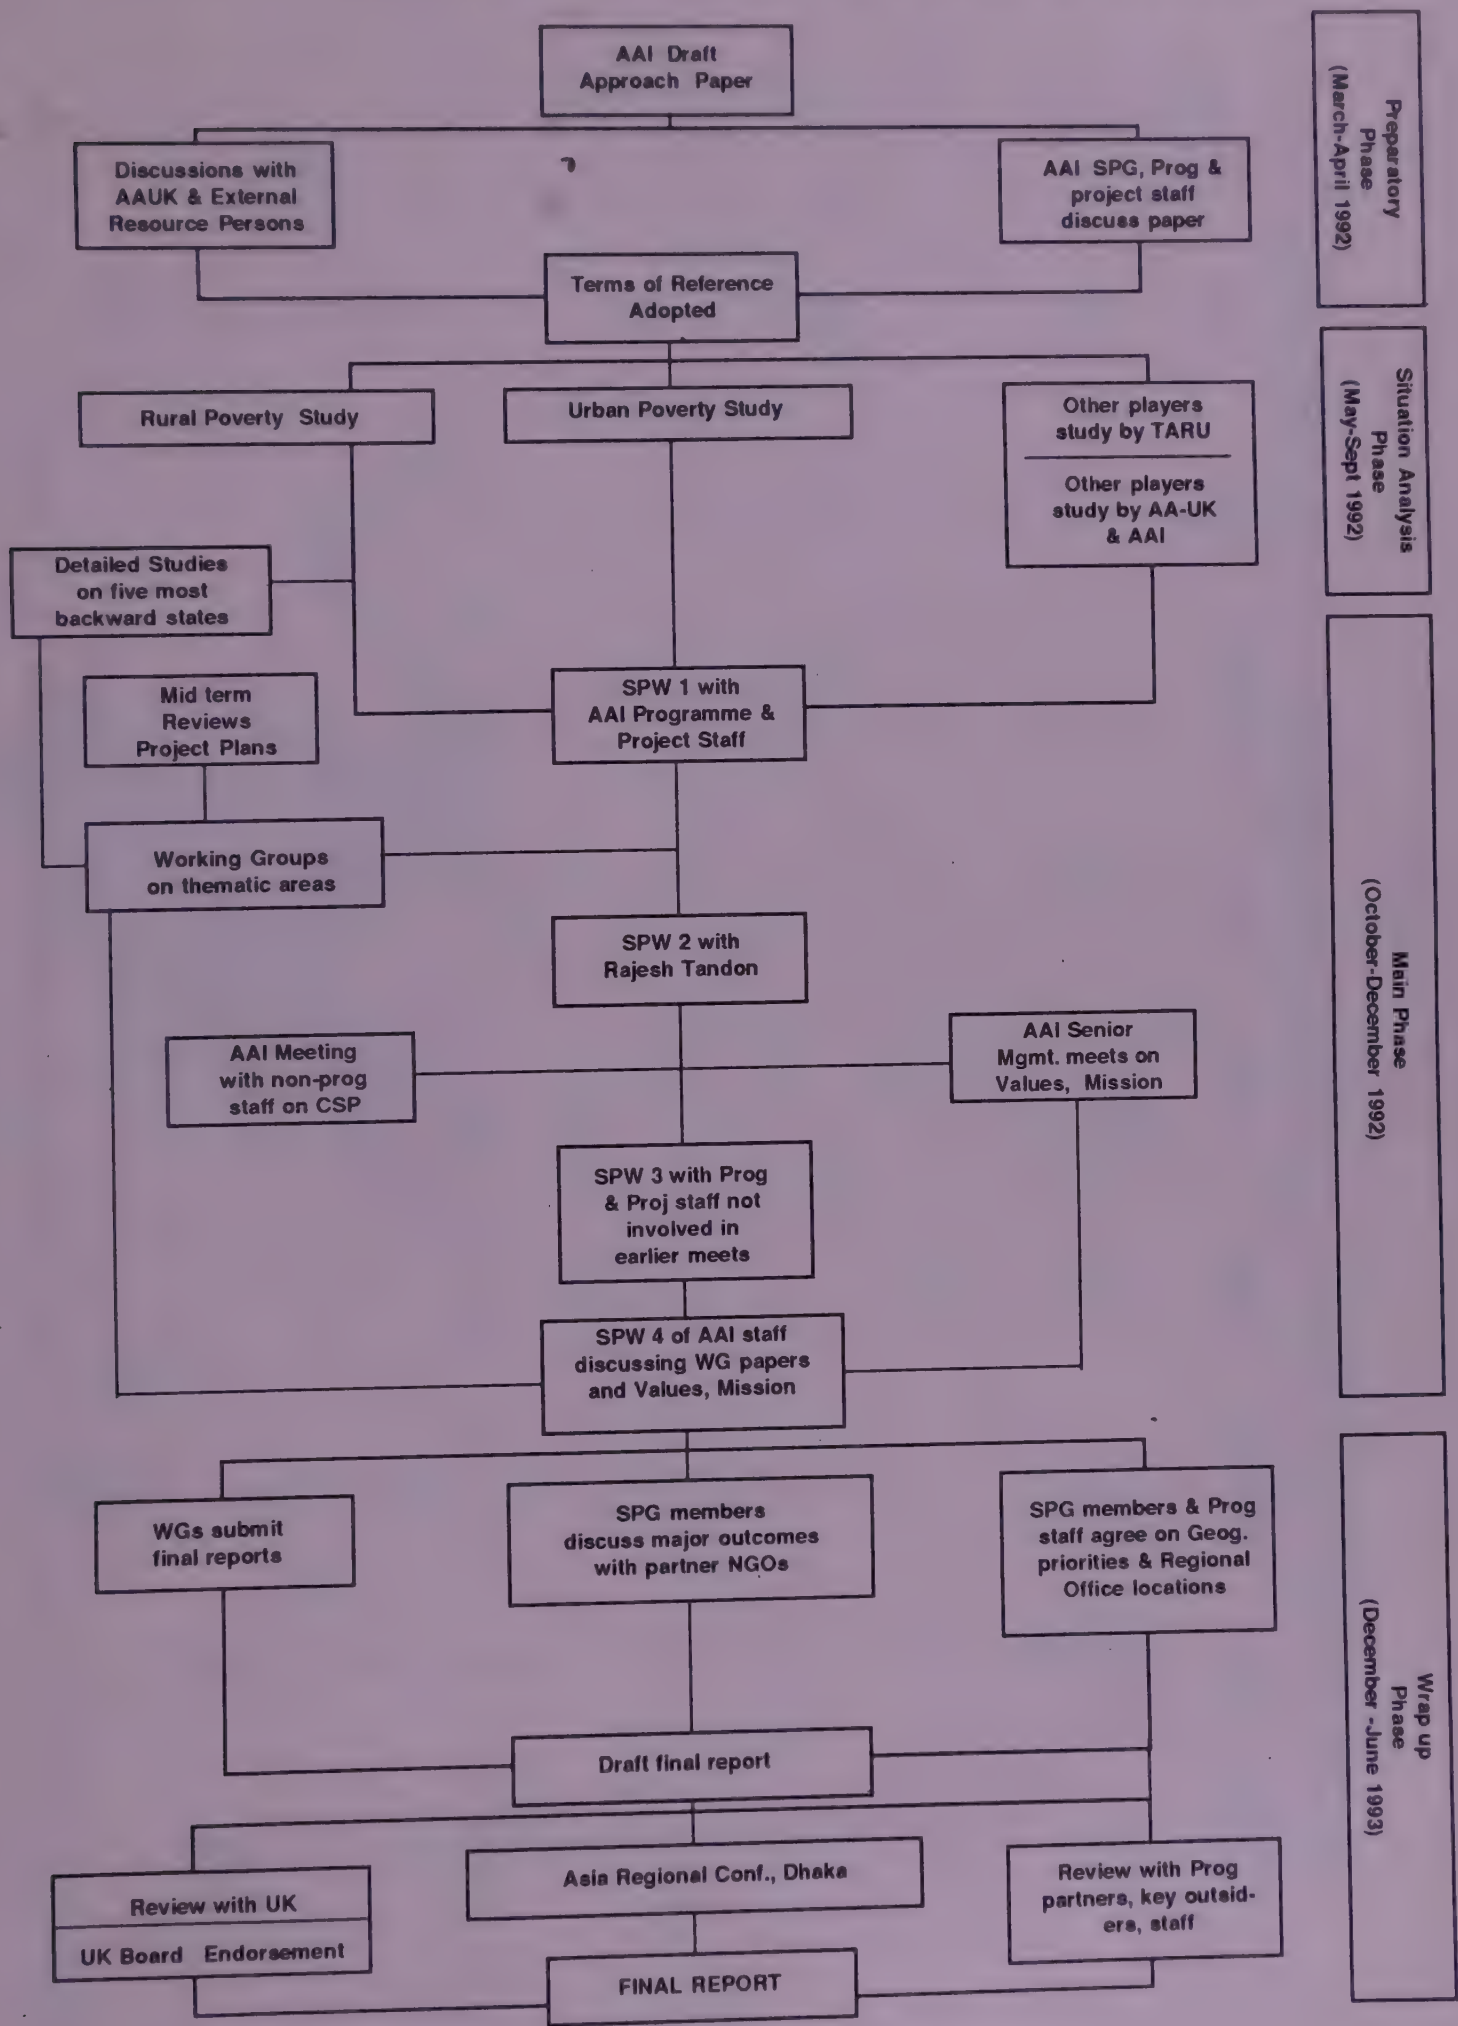 AAI Draft
Approach Paper
Discussions with
AAUK & External
Resource Persons
AAI SPG, Prog &
project staff
discuss paper
Terms of Reference
Adopted
Preparatory
Phase
(March-April 1992)
Rural Poverty Study
Urban Poverty Study
Other players
study by TARU
Other players
study by AA-UK
& AAI
Situation Analysis
Phase
(May-Sept 1992)
Detailed Studies
on five most
backward states
Mid term
Reviews
Project Plans
SPW 1 with
AAI Programme &
Project Staff
Working Groups
on thematic areas
SPW 2 with
Rajesh Tandon
AAI Meeting
with non-prog
staff on CSP
AAI Senior
Mgmt. meets on
Values, Mission
SPW 3 with Prog
& Proj staff not
involved in
earlier meets
SPW 4 of AAI staff
discussing WG papers
and Values, Mission
Main Phase
(October-December 1992)
WGs submit
final reports
SPG members
discuss major outcomes
with partner NGOs
SPG members & Prog
staff agree on Geog.
priorities & Regional
Office locations
Draft final report
Review with UK
UK Board Endorsement
Asia Regional Conf., Dhaka
Review with Prog
partners, key outsid-
ers, staff
FINAL REPORT
Wrap up
Phase
(December -June 1993)